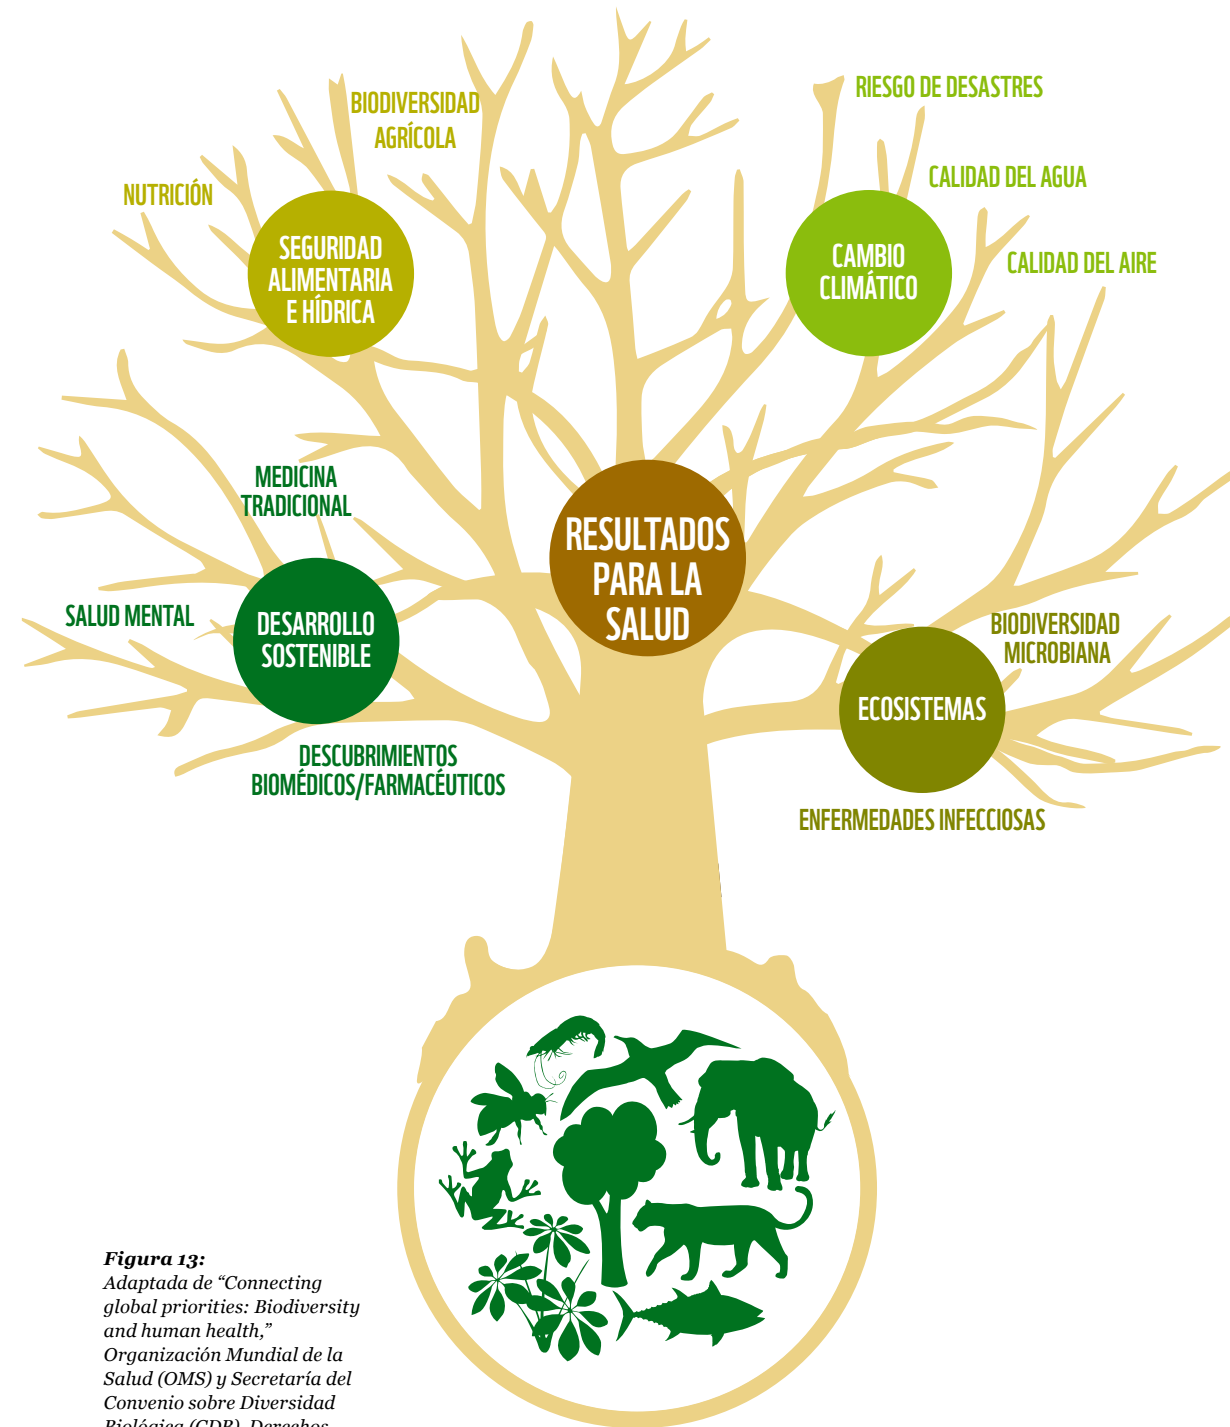 BIODIVERSIDAD
AGRÍCOLA
NUTRICIÓN
SEGURIDAD
ALIMENTARIA
E HÍDRICA
RIESGO DE DESASTRES
CALIDAD DEL AGUA
CALIDAD DEL AIRE
CAMBIO
CLIMÁTICO
MEDICINA
TRADICIONAL
SALUD MENTAL
DESARROLLO
SOSTENIBLE
DESCUBRIMIENTOS
BIOMÉDICOS/FARMACÉUTICOS
RESULTADOS
PARA LA
SALUD
BIODIVERSIDAD
MICROBIANA
ECOSISTEMAS
ENFERMEDADES INFECCIOSAS
Figura 13:
Adaptada de “Connecting
global priorities: Biodiversity
and human health,”
Organización Mundial de la
Salud (OMS) y Secretaría del
Convenio sobre Diversidad
Biológica (CDB). Derechos